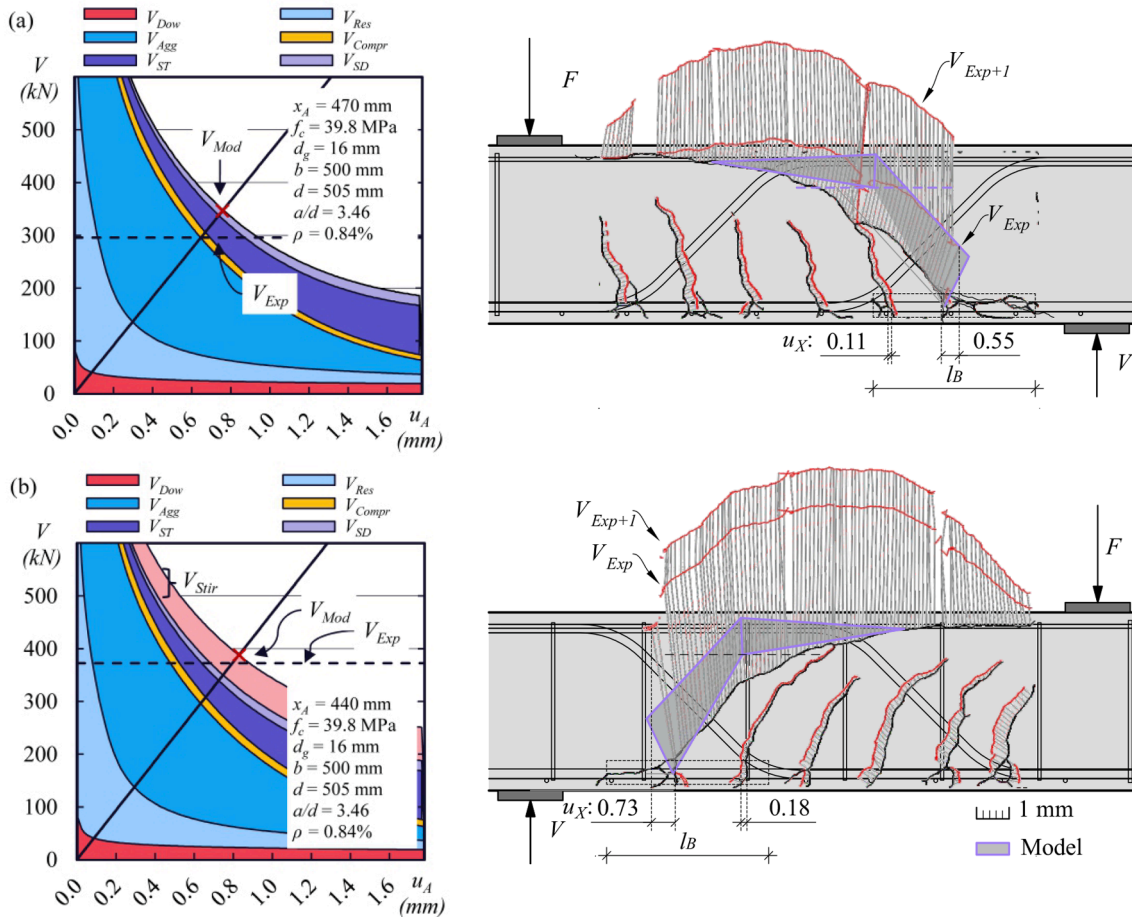 (a)
V_Dow V_Res
V_Agg V_Compr
V_ST V_SD
V
(kN)
500
400
300
200
100
0
x_A = 470 mm
f_c = 39.8 MPa
d_g = 16 mm
b = 500 mm
d = 505 mm
a/d = 3.46
ρ = 0.84%
V_Mod
V_Exp
0.0 0.2 0.4 0.6 0.8 1.0 1.2 1.4 1.6
u_A
(mm)
F
V_Exp+1
V_Exp
u_X: 0.11 0.55
l_B
V
(b)
V_Dow V_Res
V_Agg V_Compr
V_ST V_SD
V
(kN)
500
400
300
200
100
0
V_Stir
V_Mod
V_Exp
x_A = 440 mm
f_c = 39.8 MPa
d_g = 16 mm
b = 500 mm
d = 505 mm
a/d = 3.46
ρ = 0.84%
0.0 0.2 0.4 0.6 0.8 1.0 1.2 1.4 1.6
u_A
(mm)
V_Exp+1
V_Exp
F
u_X: 0.73 0.18
V
l_B
1 mm
Model